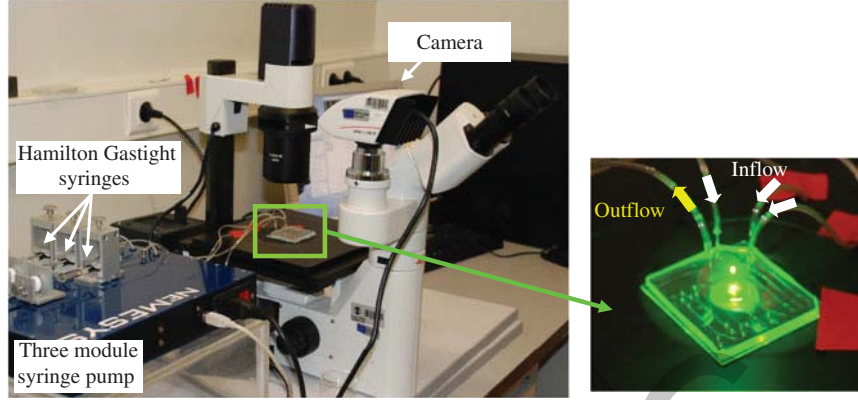 Camera
Hamilton Gastight
syringes
Inflow
Outflow
NEMESYS
Three module
syringe pump